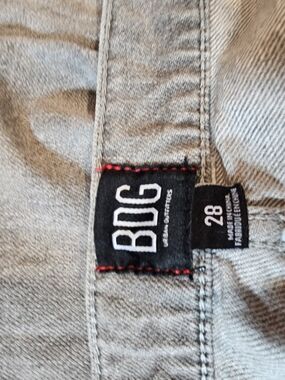 BDG
URBAN OUTFITTERS
28
MADE IN CHINA
FABRIQUÉ EN CHINE